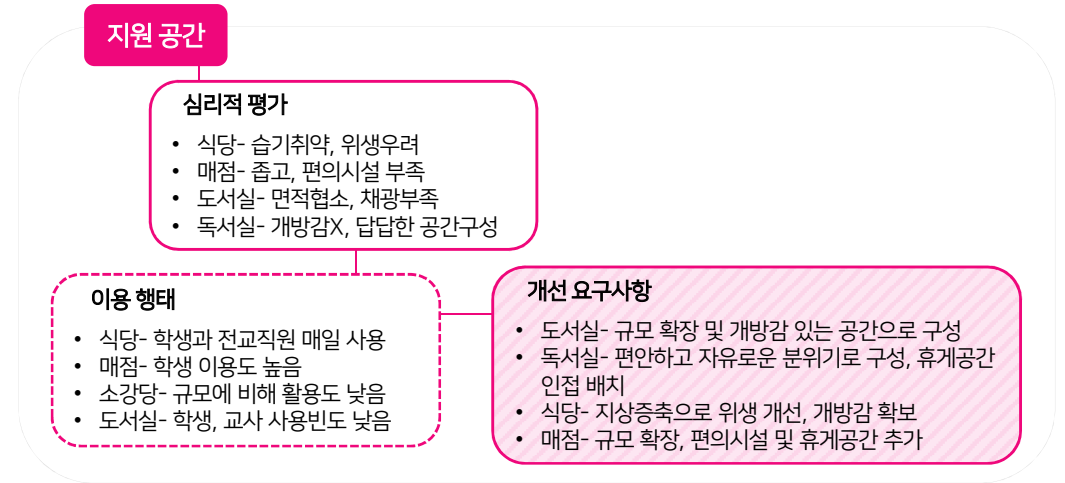 지원 공간
심리적 평가
• 식당- 습기취약, 위생우려
• 매점- 좁고, 편의시설 부족
• 도서실- 면적협소, 채광부족
• 독서실- 개방감X, 답답한 공간구성
이용 행태
• 식당- 학생과 전교직원 매일 사용
• 매점- 학생 이용도 높음
• 소강당- 규모에 비해 활용도 낮음
• 도서실- 학생, 교사 사용빈도 낮음
개선 요구사항
• 도서실- 규모 확장 및 개방감 있는 공간으로 구성
• 독서실- 편안하고 자유로운 분위기로 구성, 휴게공간
인접 배치
• 식당- 지상증축으로 위생 개선, 개방감 확보
• 매점- 규모 확장, 편의시설 및 휴게공간 추가